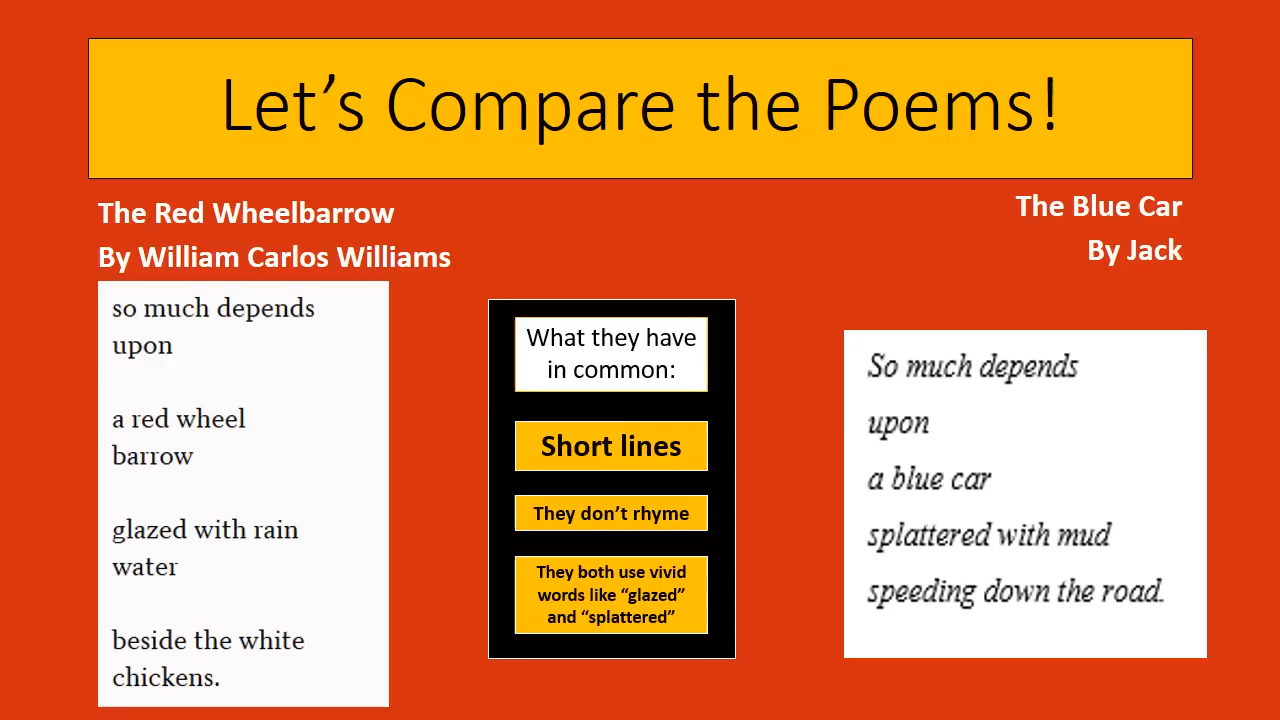 Let’s Compare the Poems!
The Red Wheelbarrow
By William Carlos Williams
so much depends
upon
a red wheel
barrow
glazed with rain
water
beside the white
chickens.
What they have
in common:
Short lines
They don’t rhyme
They both use vivid
words like “glazed”
and “splattered”
The Blue Car
By Jack
So much depends
upon
a blue car
splattered with mud
speeding down the road.